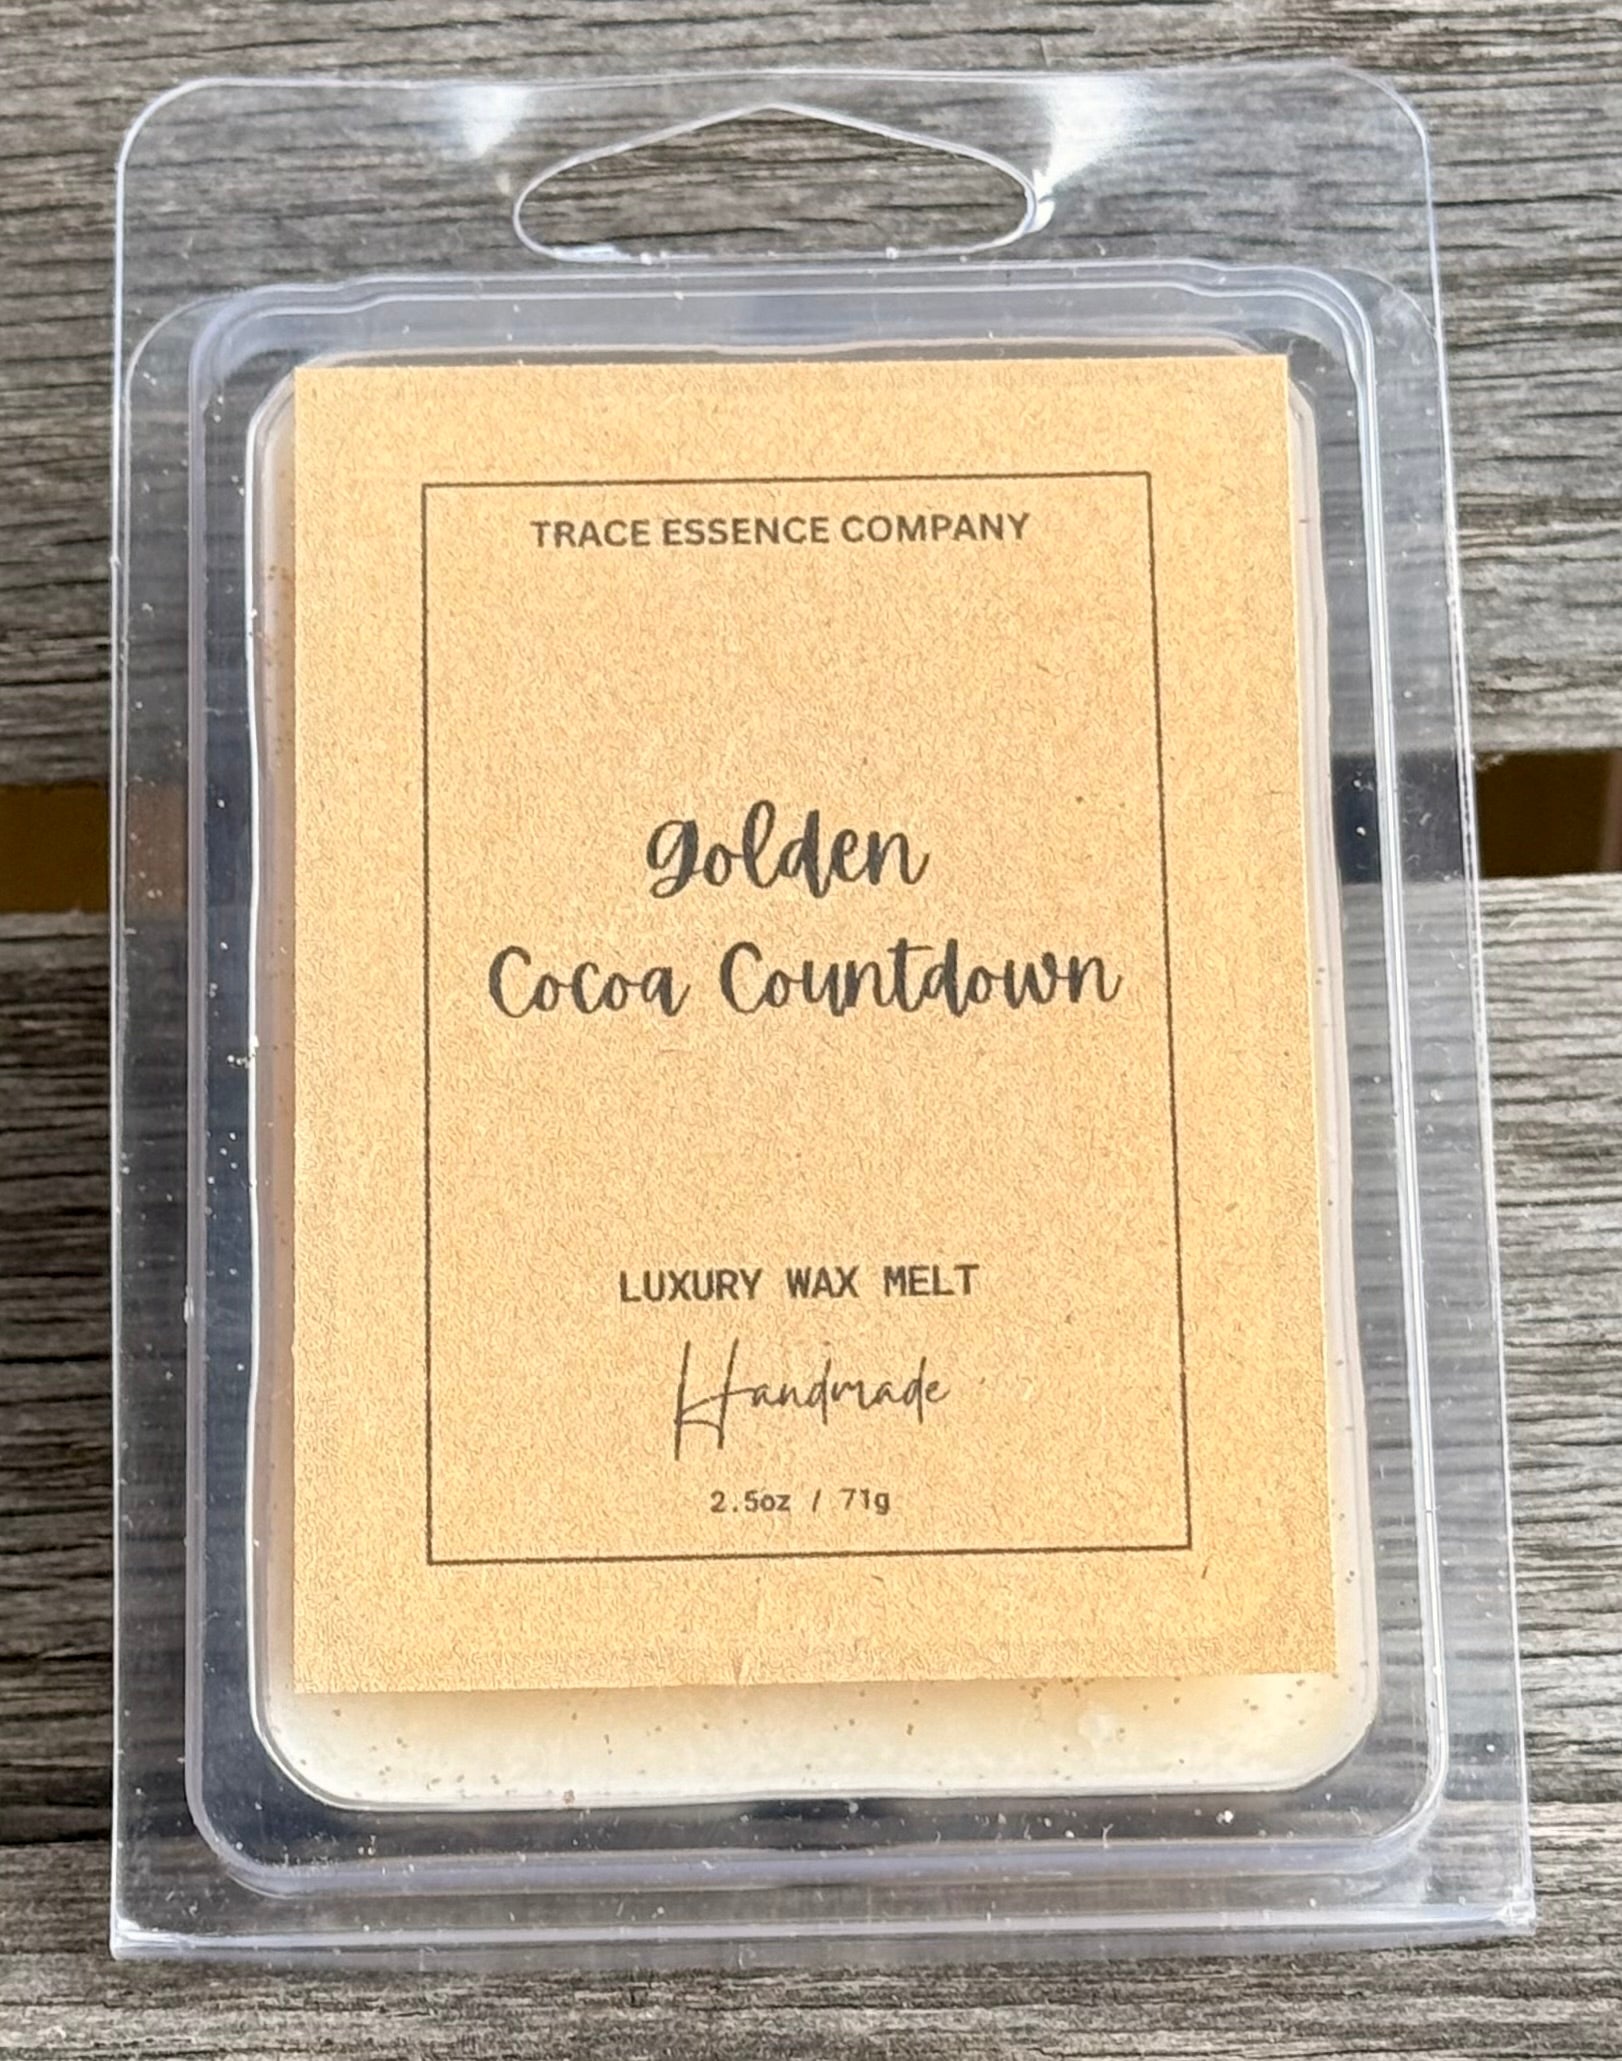 TRACE ESSENCE COMPANY
Golden
Cocoa Countdown
LUXURY WAX MELT
Handmade
2.5oz / 71g